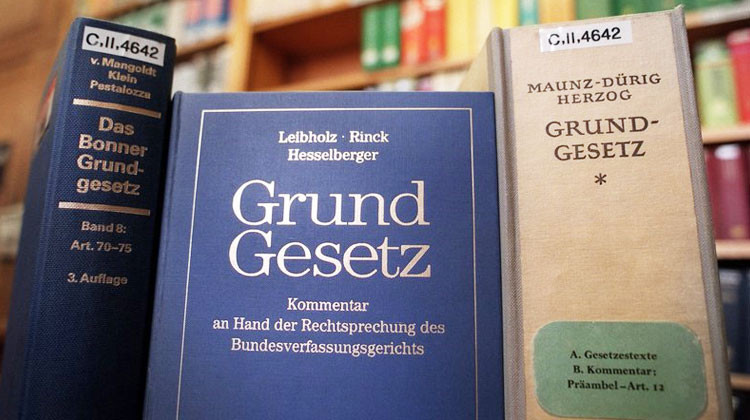 C.II,4642
v. Mangoldt
Klein
Pestalozza
Das
Bonner
Grund-
gesetz
Band 8:
Art. 70–75
3. Auflage
Leibholz · Rinck
Hesselberger
Grund
Gesetz
Kommentar
an Hand der Rechtsprechung des
Bundesverfassungsgerichts
C.II,4642
MAUNZ-DÜRIG
HERZOG
GRUND-
GESETZ
*
A. Gesetzestexte
B. Kommentar:
Präambel–Art. 12